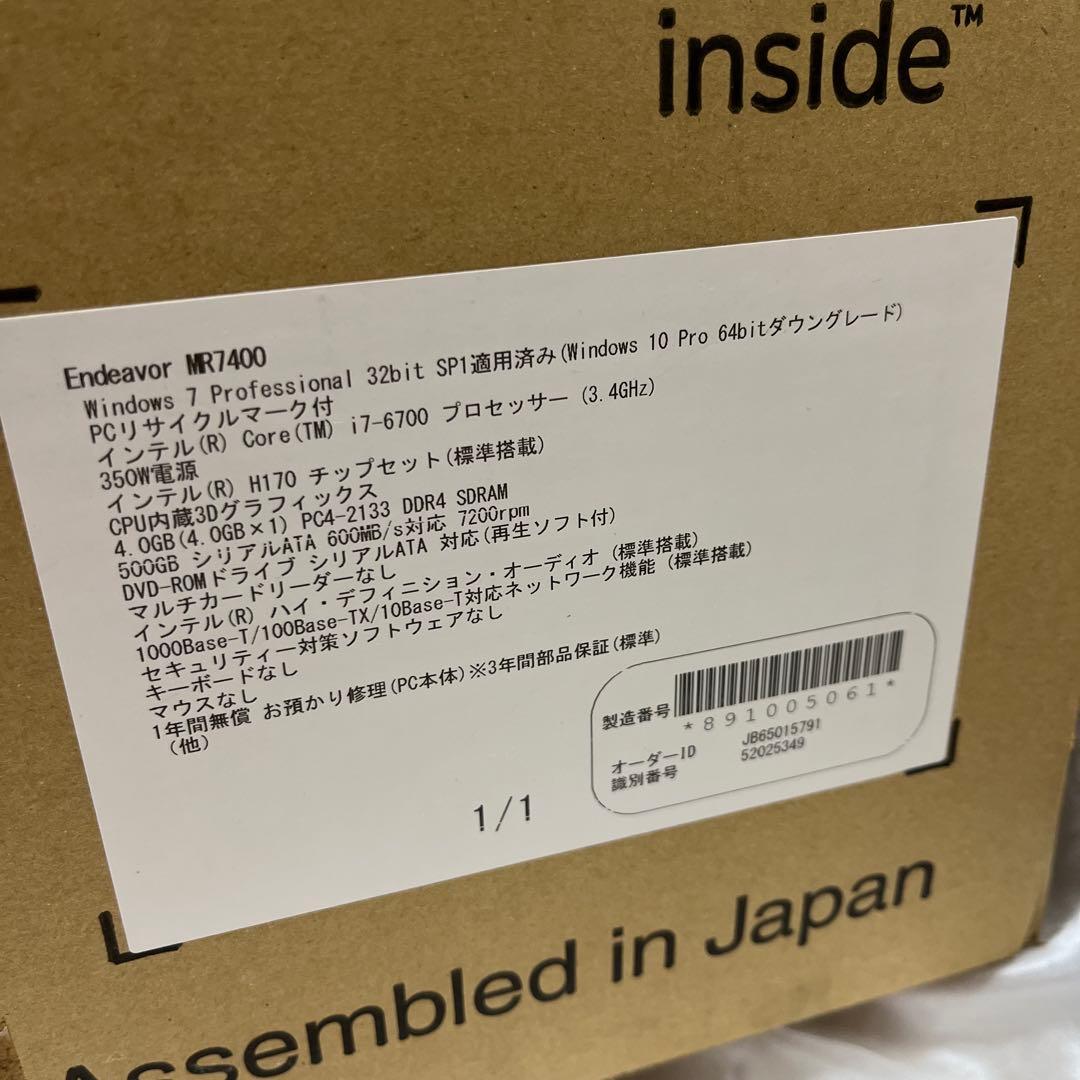 inside™
Endeavor MR7400
Windows 7 Professional 32bit SP1適用済み(Windows 10 Pro 64bitダウングレード)
PCリサイクルマーク付
インテル(R) Core(TM) i7-6700 プロセッサー (3.4GHz)
350W電源
インテル(R) H170 チップセット(標準搭載)
CPU内蔵3Dグラフィックス
4.0GB(4.0GB×1) PC4-2133 DDR4 SDRAM
500GB シリアルATA 600MB/s対応 7200rpm
DVD-ROMドライブ シリアルATA 対応(再生ソフト付)
マルチカードリーダーなし
インテル(R) ハイ・デフィニション・オーディオ (標準搭載)
1000Base-T/100Base-TX/10Base-T対応ネットワーク機能 (標準搭載)
セキュリティー対策ソフトウェアなし
キーボードなし
マウスなし
1年間無償 お預かり修理(PC本体)※3年間部品保証(標準)
(他)
製造番号 *891005061*
オーダーID JB65015791
識別番号 52025349
1/1
Assembled in Japan